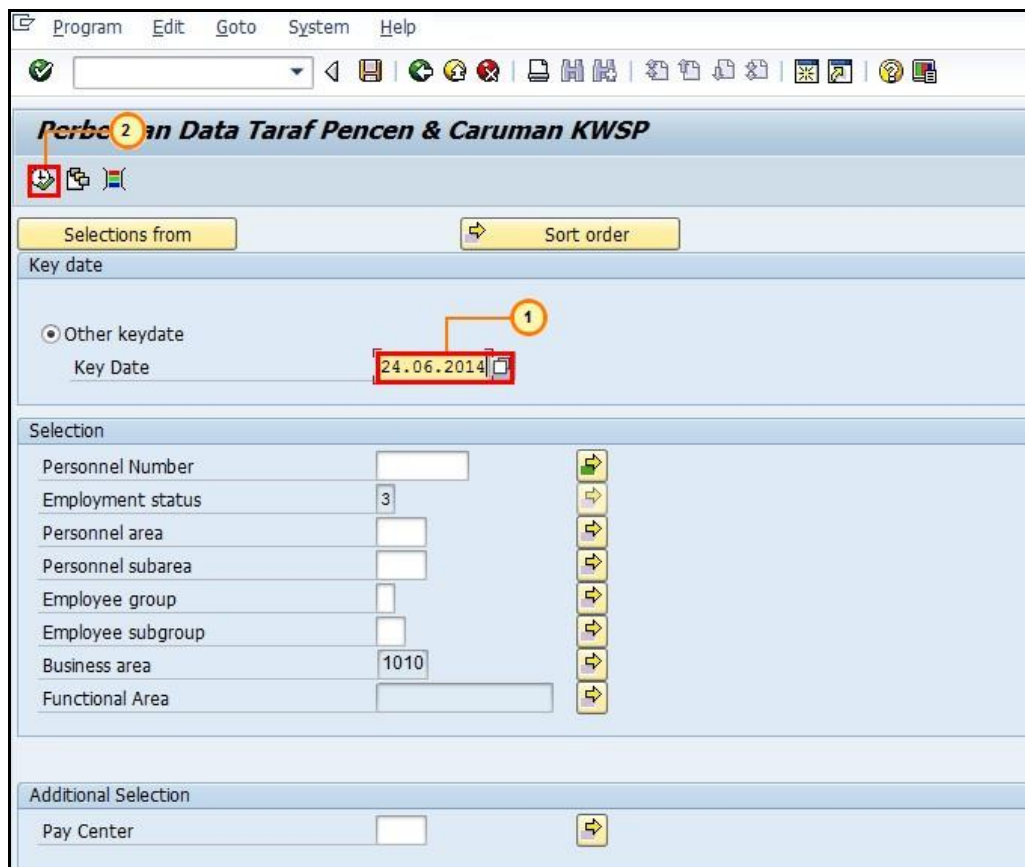 Program Edit Goto System Help
Data Taraf Pencen & Caruman KWSP
2
Selections from Sort order
Key date
1
Other keydate
Key Date 24.06.2014
Selection
Personnel Number
Employment status 3
Personnel area
Personnel subarea
Employee group
Employee subgroup
Business area 1010
Functional Area
Additional Selection
Pay Center